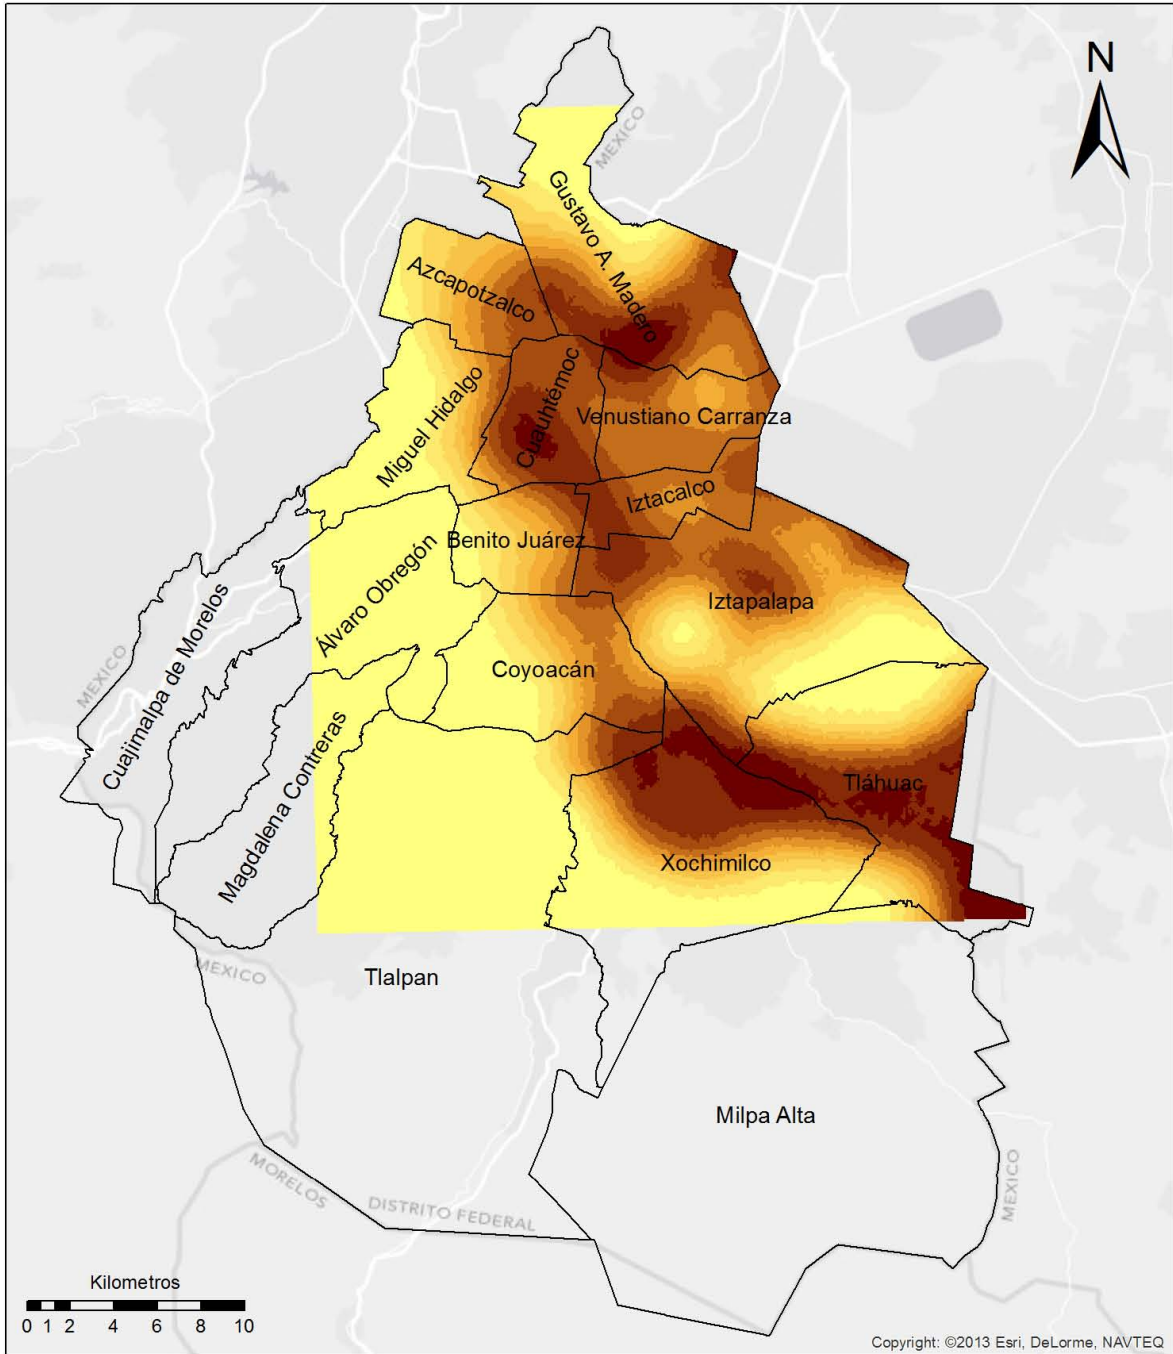 N
MEXICO
Gustavo A. Madero
Azcapotzalco
Cuauhtémoc
Miguel Hidalgo
Venustiano Carranza
Iztacalco
Benito Juárez
Álvaro Obregón
Iztapalapa
Cuajimalpa de Morelos
MEXICO
Coyoacán
Magdalena Contreras
Tláhuac
Xochimilco
MEXICO
Tlalpan
Milpa Alta
MEXICO
MORELOS
DISTRITO FEDERAL
Kilometros
0 1 2 4 6 8 10
Copyright: ©2013 Esri, DeLorme, NAVTEQ